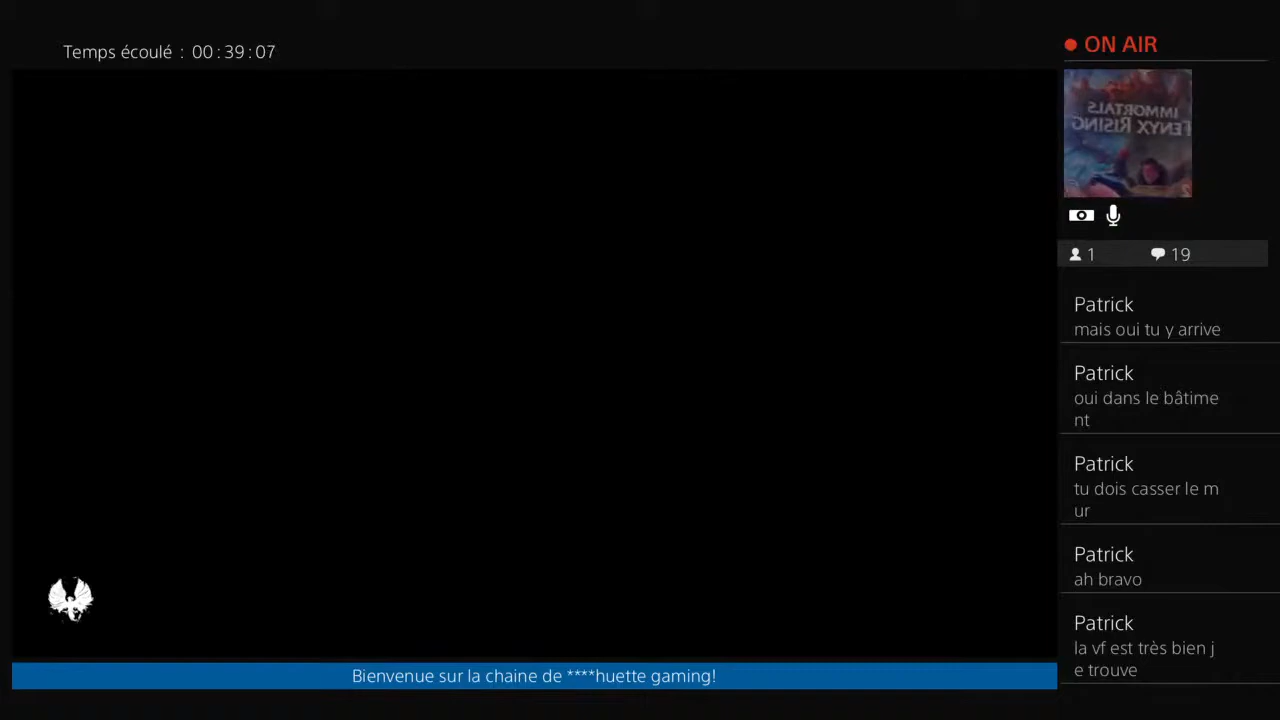 Temps écoulé : 00:39:07
ON AIR
IMMORTALS
FENYX RISING
1
19
Patrick
mais oui tu y arrive
Patrick
oui dans le bâtime
nt
Patrick
tu dois casser le m
ur
Patrick
ah bravo
Patrick
la vf est très bien j
e trouve
Bienvenue sur la chaine de ****huette gaming!